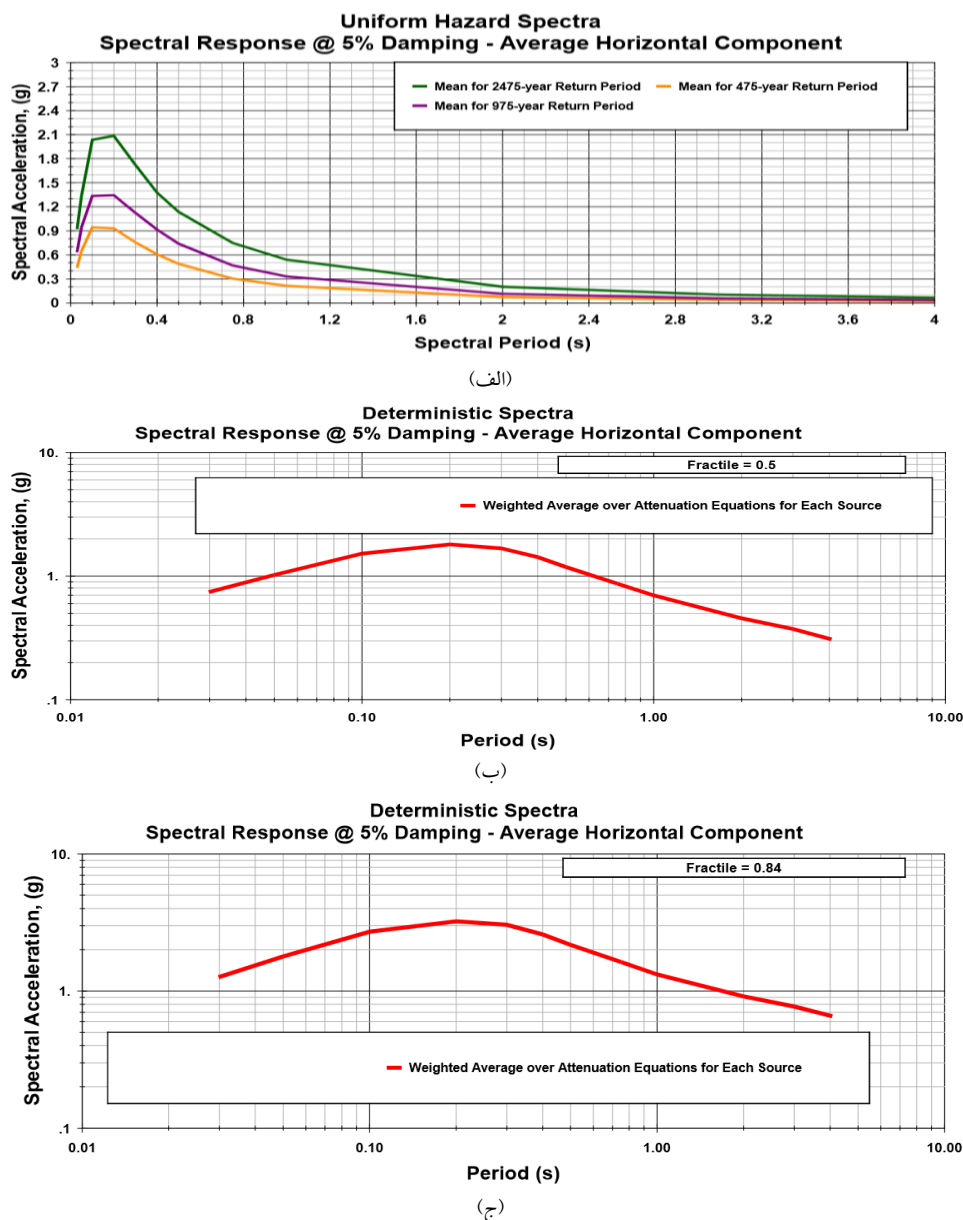 Uniform Hazard Spectra
Spectral Response @ 5% Damping - Average Horizontal Component
Mean for 2475-year Return Period
Mean for 475-year Return Period
Mean for 975-year Return Period
Spectral Acceleration, (g)
3
2.7
2.4
2.1
1.8
1.5
1.2
0.9
0.6
0.3
0
0 0.4 0.8 1.2 1.6 2 2.4 2.8 3.2 3.6 4
Spectral Period (s)
(الف)
Deterministic Spectra
Spectral Response @ 5% Damping - Average Horizontal Component
Fractile = 0.5
Weighted Average over Attenuation Equations for Each Source
Spectral Acceleration, (g)
10.
1.
.1
0.01 0.10 1.00 10.00
Period (s)
(ب)
Deterministic Spectra
Spectral Response @ 5% Damping - Average Horizontal Component
Fractile = 0.84
Weighted Average over Attenuation Equations for Each Source
Spectral Acceleration, (g)
10.
1.
.1
0.01 0.10 1.00 10.00
Period (s)
(ج)